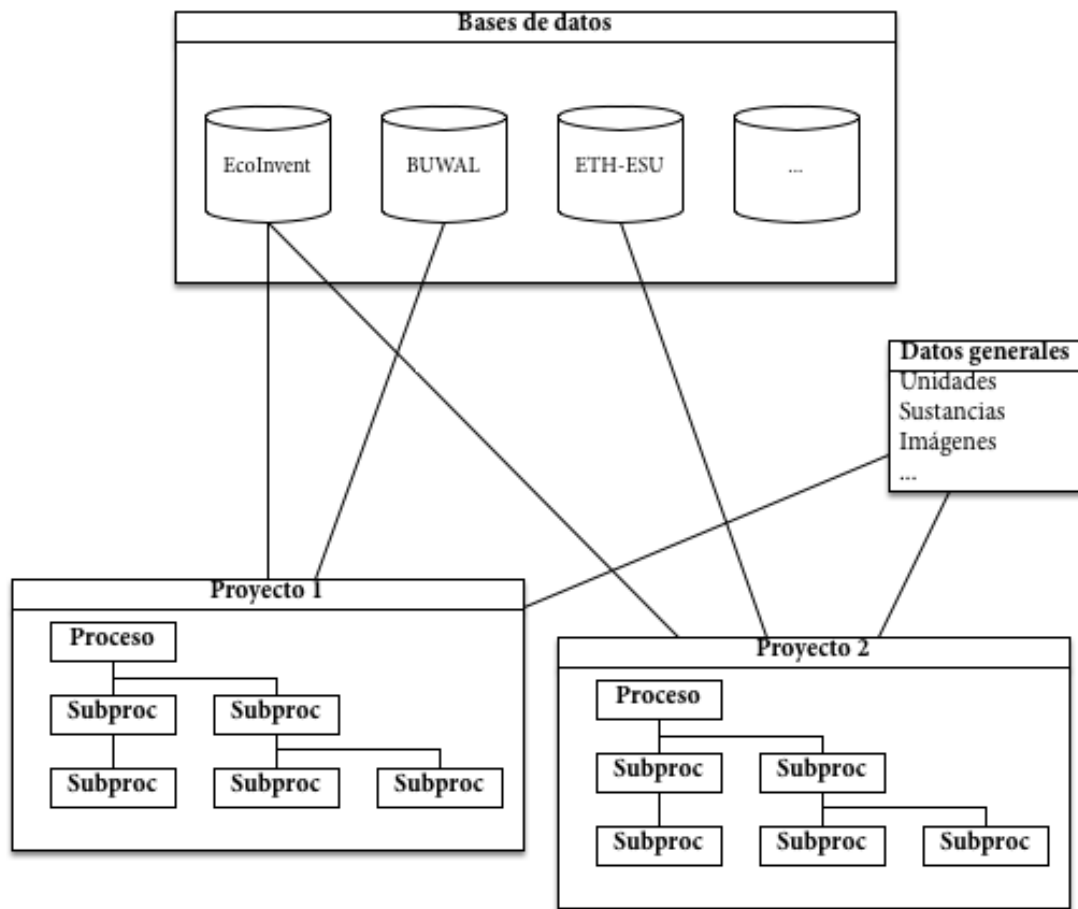 Bases de datos
EcoInvent
BUWAL
ETH-ESU
...
Datos generales
Unidades
Sustancias
Imágenes
...
Proyecto 1
Proceso
Subproc
Subproc
Subproc
Subproc
Subproc
Proyecto 2
Proceso
Subproc
Subproc
Subproc
Subproc
Subproc